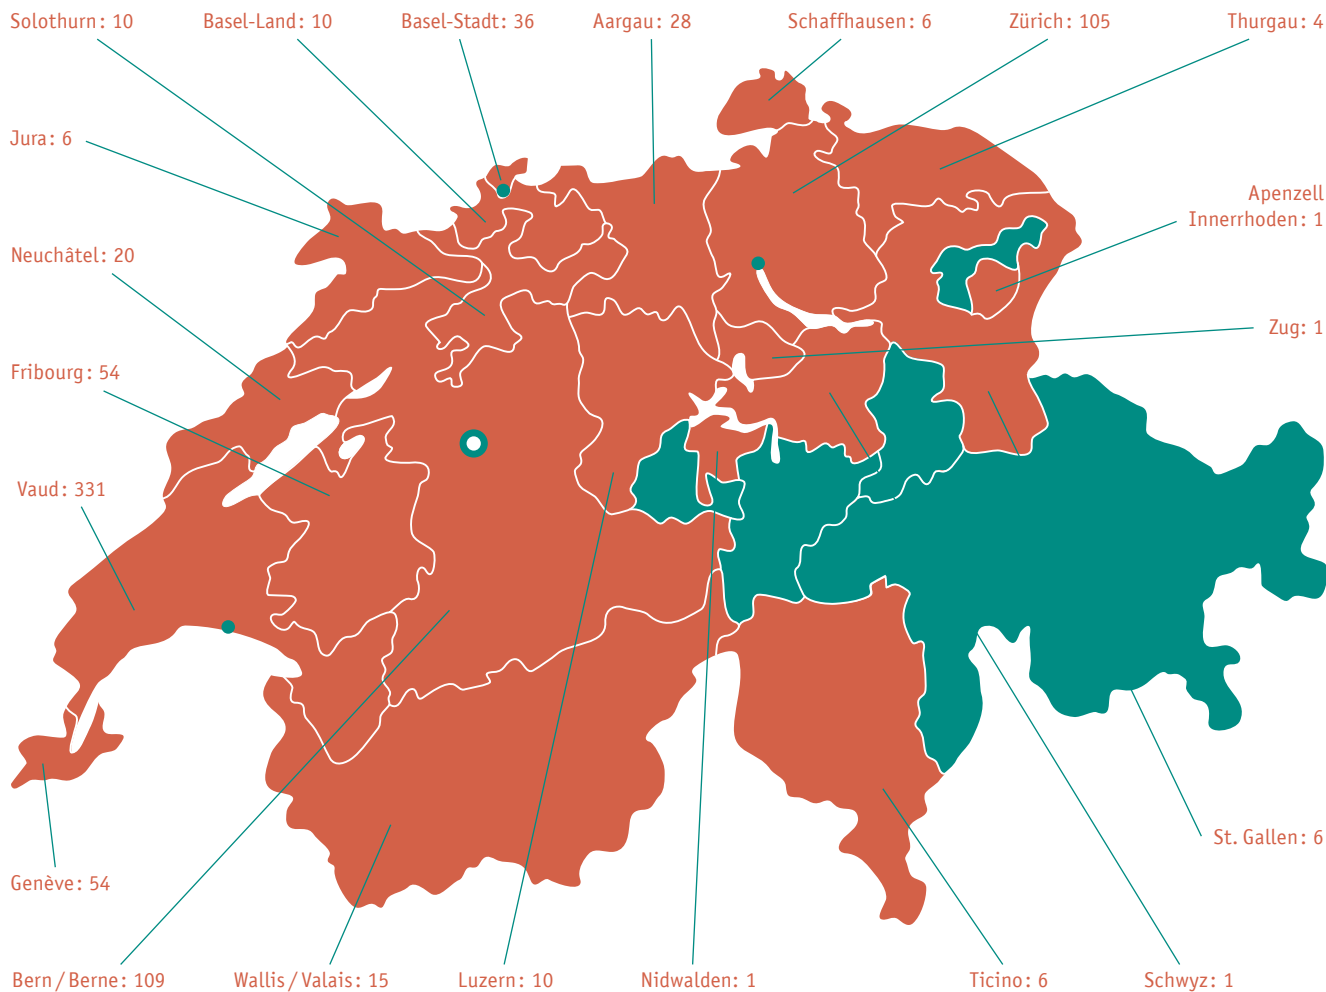 Solothurn: 10
Basel-Land: 10
Basel-Stadt: 36
Aargau: 28
Schaffhausen: 6
Zürich: 105
Thurgau: 4
Jura: 6
Apenzell
Innerrhoden: 1
Neuchâtel: 20
Zug: 1
Fribourg: 54
Vaud: 331
St. Gallen: 6
Genève: 54
Bern / Berne: 109
Wallis / Valais: 15
Luzern: 10
Nidwalden: 1
Ticino: 6
Schwyz: 1